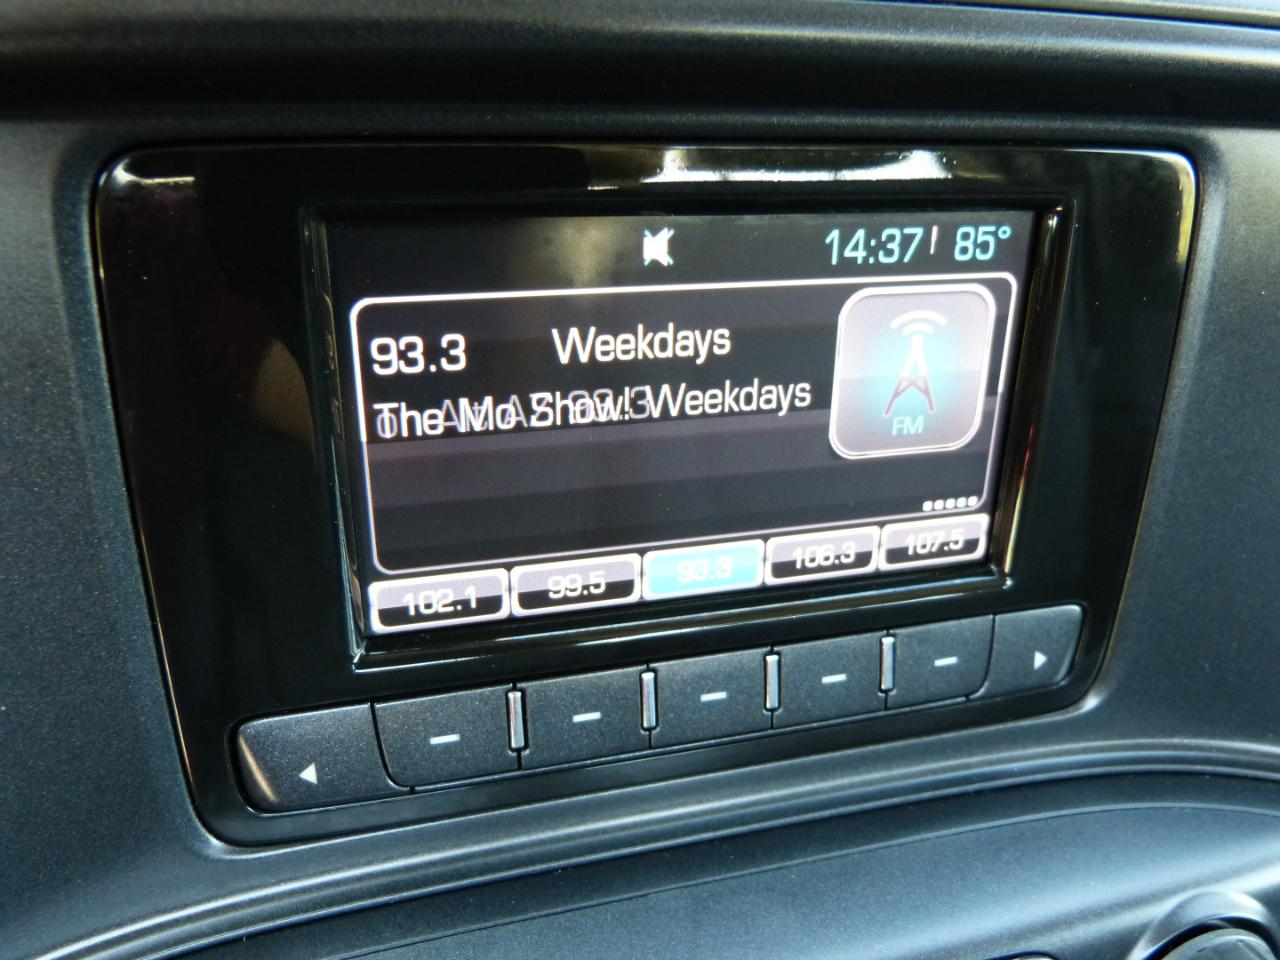 14:37 85°
93.3 Weekdays
The Mo Show! Weekdays
FM
102.1 99.5 93.3 106.3 107.5